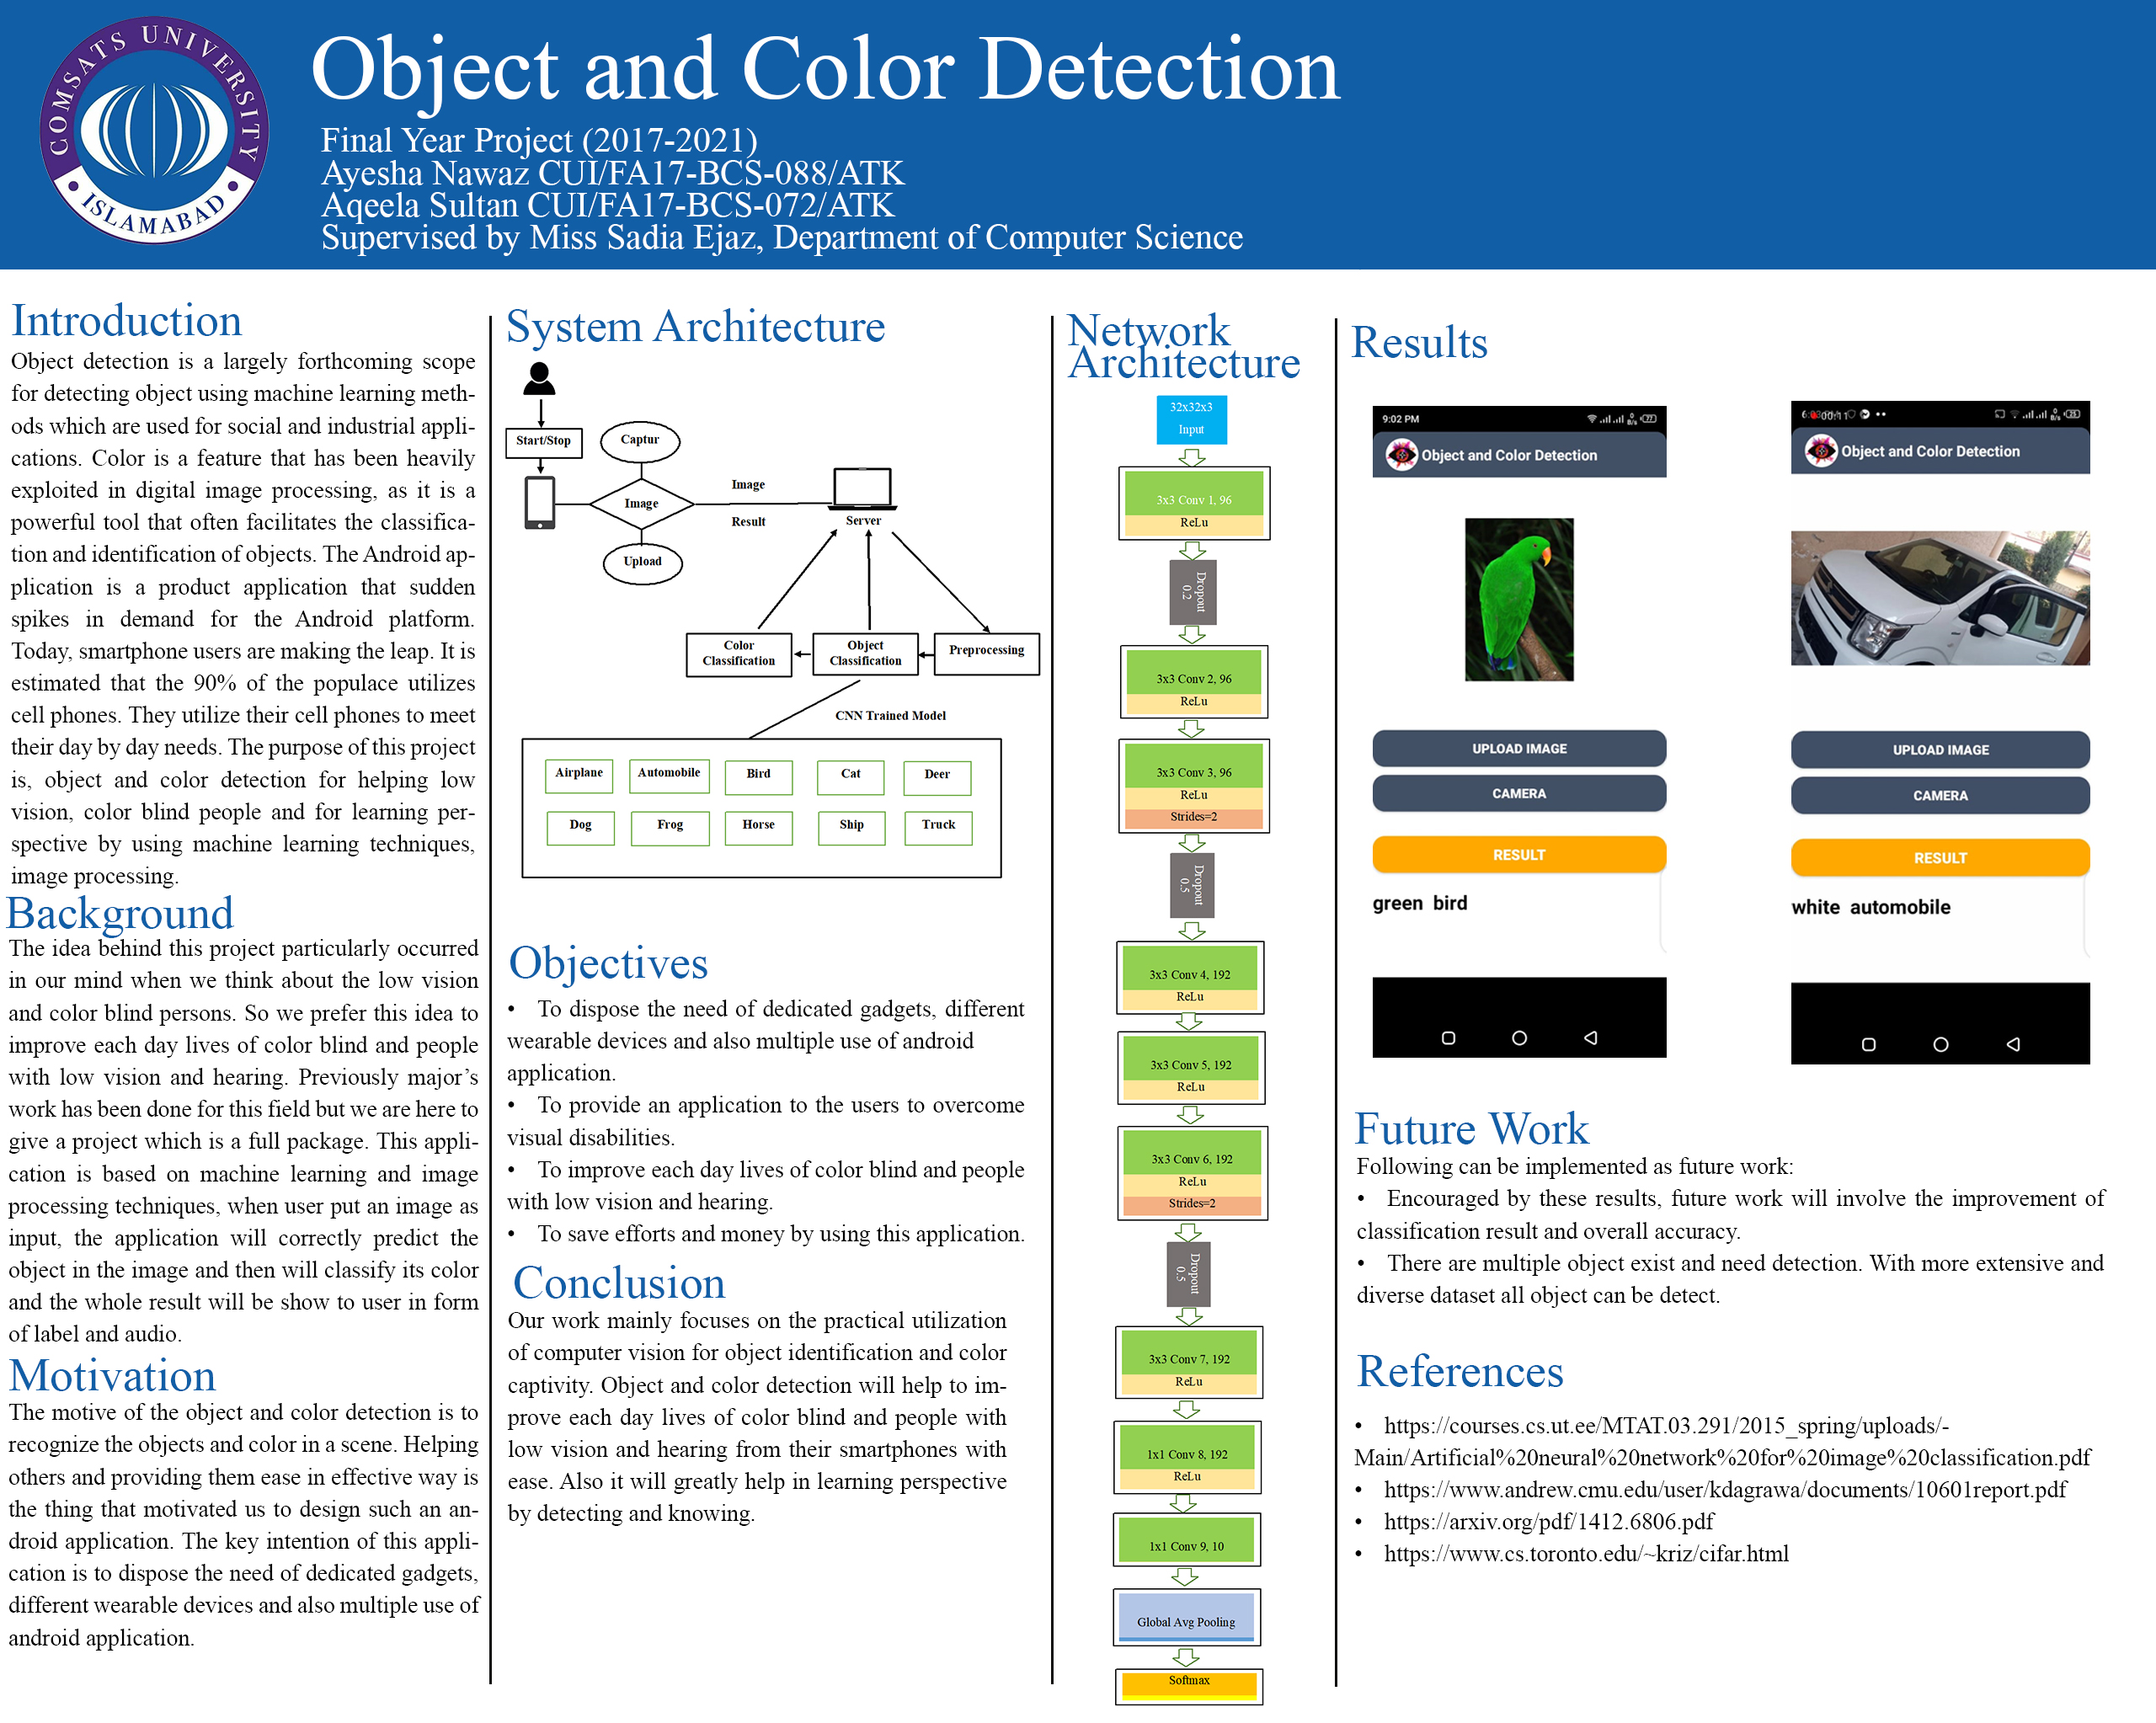 COMSATS UNIVERSITY
ISLAMABAD
Object and Color Detection
Final Year Project (2017-2021)
Ayesha Nawaz CUI/FA17-BCS-088/ATK
Aqeela Sultan CUI/FA17-BCS-072/ATK
Supervised by Miss Sadia Ejaz, Department of Computer Science
Introduction
Object detection is a largely forthcoming scope
for detecting object using machine learning meth-
ods which are used for social and industrial appli-
cations. Color is a feature that has been heavily
exploited in digital image processing, as it is a
powerful tool that often facilitates the classifica-
tion and identification of objects. The Android ap-
plication is a product application that sudden
spikes in demand for the Android platform.
Today, smartphone users are making the leap. It is
estimated that the 90% of the populace utilizes
cell phones. They utilize their cell phones to meet
their day by day needs. The purpose of this project
is, object and color detection for helping low
vision, color blind people and for learning per-
spective by using machine learning techniques,
image processing.
Background
The idea behind this project particularly occurred
in our mind when we think about the low vision
and color blind persons. So we prefer this idea to
improve each day lives of color blind and people
with low vision and hearing. Previously major's
work has been done for this field but we are here to
give a project which is a full package. This appli-
cation is based on machine learning and image
processing techniques, when user put an image as
input, the application will correctly predict the
object in the image and then will classify its color
and the whole result will be show to user in form
of label and audio.
Motivation
The motive of the object and color detection is to
recognize the objects and color in a scene. Helping
others and providing them ease in effective way is
the thing that motivated us to design such an an-
droid application. The key intention of this appli-
cation is to dispose the need of dedicated gadgets,
different wearable devices and also multiple use of
android application.
System Architecture
Start/Stop
Captur
Image
Upload
Image
Result
Server
Color
Classification
Object
Classification
Preprocessing
CNN Trained Model
Airplane
Automobile
Bird
Cat
Deer
Dog
Frog
Horse
Ship
Truck
Objectives
• To dispose the need of dedicated gadgets, different
wearable devices and also multiple use of android
application.
• To provide an application to the users to overcome
visual disabilities.
• To improve each day lives of color blind and people
with low vision and hearing.
• To save efforts and money by using this application.
Conclusion
Our work mainly focuses on the practical utilization
of computer vision for object identification and color
captivity. Object and color detection will help to im-
prove each day lives of color blind and people with
low vision and hearing from their smartphones with
ease. Also it will greatly help in learning perspective
by detecting and knowing.
Network
Architecture
32x32x3
Input
3x3 Conv 1, 96
ReLu
Dropout
0.2
3x3 Conv 2, 96
ReLu
3x3 Conv 3, 96
ReLu
Strides=2
Dropout
0.5
3x3 Conv 4, 192
ReLu
3x3 Conv 5, 192
ReLu
3x3 Conv 6, 192
ReLu
Strides=2
Dropout
0.5
3x3 Conv 7, 192
ReLu
1x1 Conv 8, 192
ReLu
1x1 Conv 9, 10
Global Avg Pooling
Softmax
Results
9:02 PM
Object and Color Detection
UPLOAD IMAGE
CAMERA
RESULT
green bird
Object and Color Detection
UPLOAD IMAGE
CAMERA
RESULT
white automobile
Future Work
Following can be implemented as future work:
• Encouraged by these results, future work will involve the improvement of
classification result and overall accuracy.
• There are multiple object exist and need detection. With more extensive and
diverse dataset all object can be detect.
References
• https://courses.cs.ut.ee/MTAT.03.291/2015_spring/uploads/-
Main/Artificial%20neural%20network%20for%20image%20classification.pdf
• https://www.andrew.cmu.edu/user/kdagrawa/documents/10601report.pdf
• https://arxiv.org/pdf/1412.6806.pdf
• https://www.cs.toronto.edu/~kriz/cifar.html